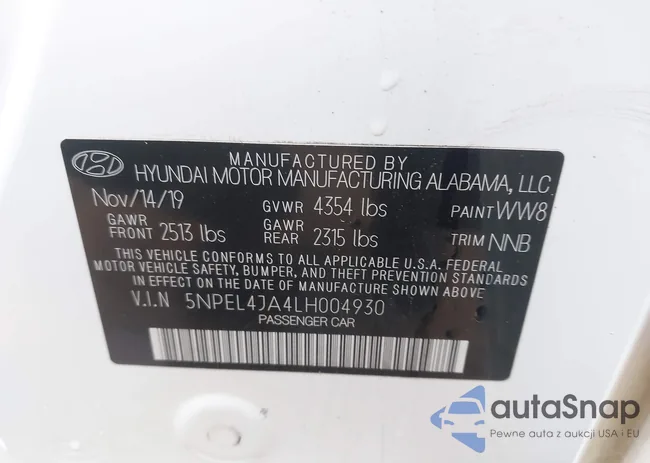 MANUFACTURED BY
HYUNDAI MOTOR MANUFACTURING ALABAMA, LLC
Nov/14/19 GVWR 4354 lbs PAINT WW8
GAWR FRONT 2513 lbs GAWR REAR 2315 lbs TRIM NNB
THIS VEHICLE CONFORMS TO ALL APPLICABLE U.S.A. FEDERAL
MOTOR VEHICLE SAFETY, BUMPER, AND THEFT PREVENTION STANDARDS
IN EFFECT ON THE DATE OF MANUFACTURE SHOWN ABOVE.
V.I.N 5NPEL4JA4LH004930
PASSENGER CAR
autaSnap
Pewne auta z aukcji USA i EU